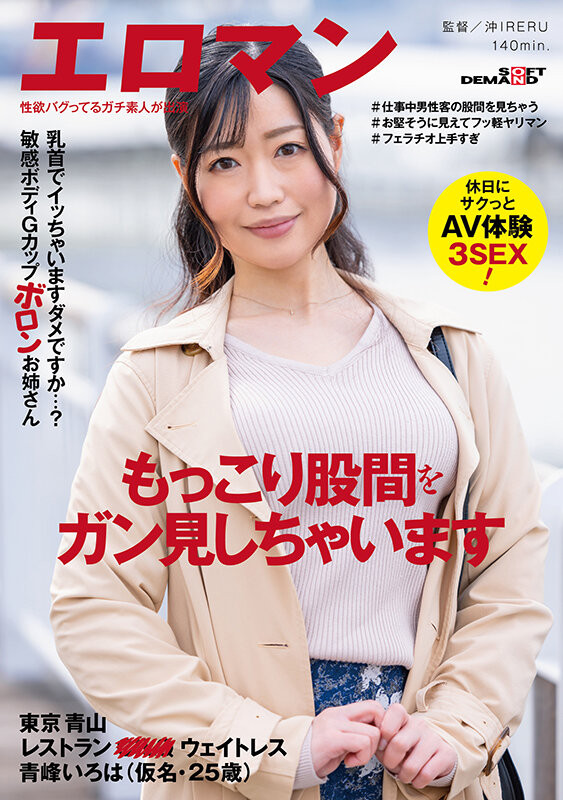 エロマン
監督／沖IRERU
140min.
SOFT
ON
DEMAND
性欲バグってるガチ素人が
#仕事中男性客の股間を見ちゃう
#お堅そうに見えてフッ軽ヤリマン
#フェラチオ上手すぎ
休日に
サクっと
AV体験
3SEX
!
乳首でイッちゃいますダメですか…?
敏感ボディGカップボロンお姉さん
もっこり股間を
ガン見しちゃいます
東京 青山
レストラン ウェイトレス
青峰いろは(仮名・25歳)